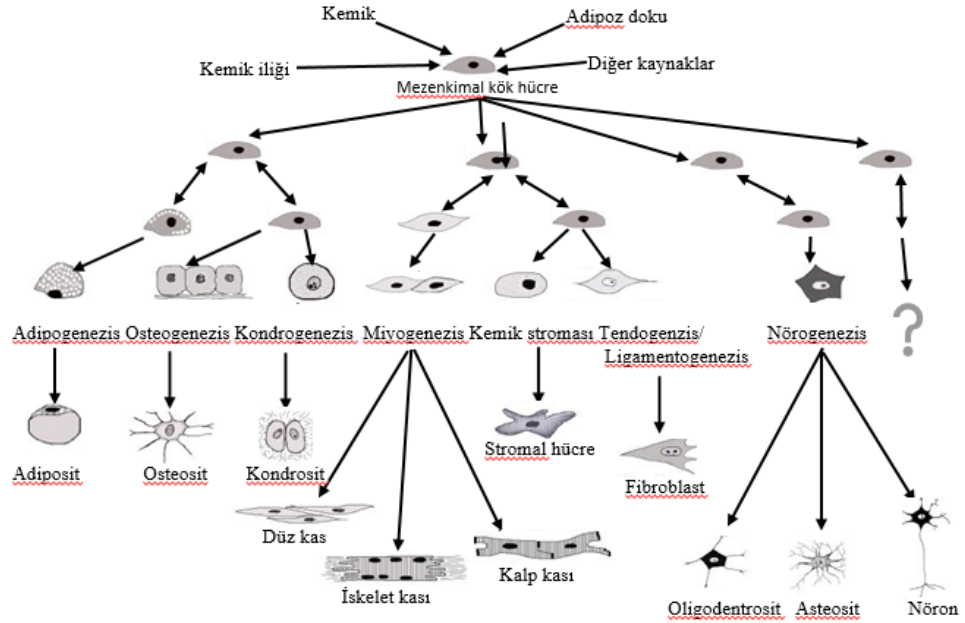 Kemik
Adipoz doku
Kemik iliği
Diğer kaynaklar
Mezenkimal kök hücre
Adipogenezis Osteogenezis Kondrogenezis Miyogenezis Kemik stroması Tendogenzis/
Ligamentogenezis
Nörogenezis
?
Adiposit
Osteosit
Kondrosit
Stromal hücre
Fibroblast
Düz kas
İskelet kası
Kalp kası
Oligodentrosit
Asteosit
Nöron